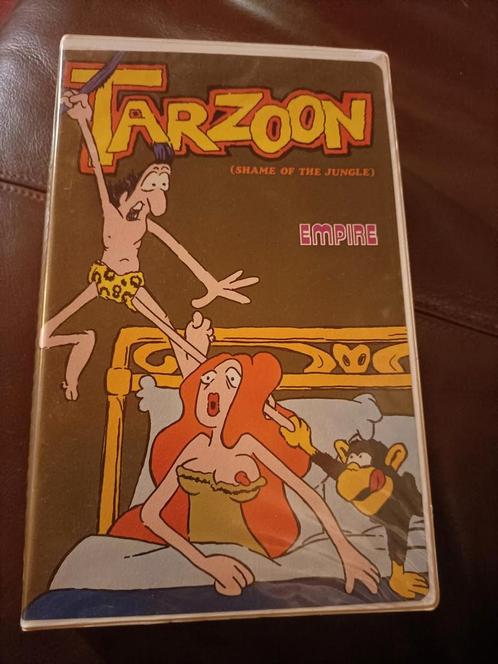 TARZOON
(SHAME OF THE JUNGLE)
EMPIRE